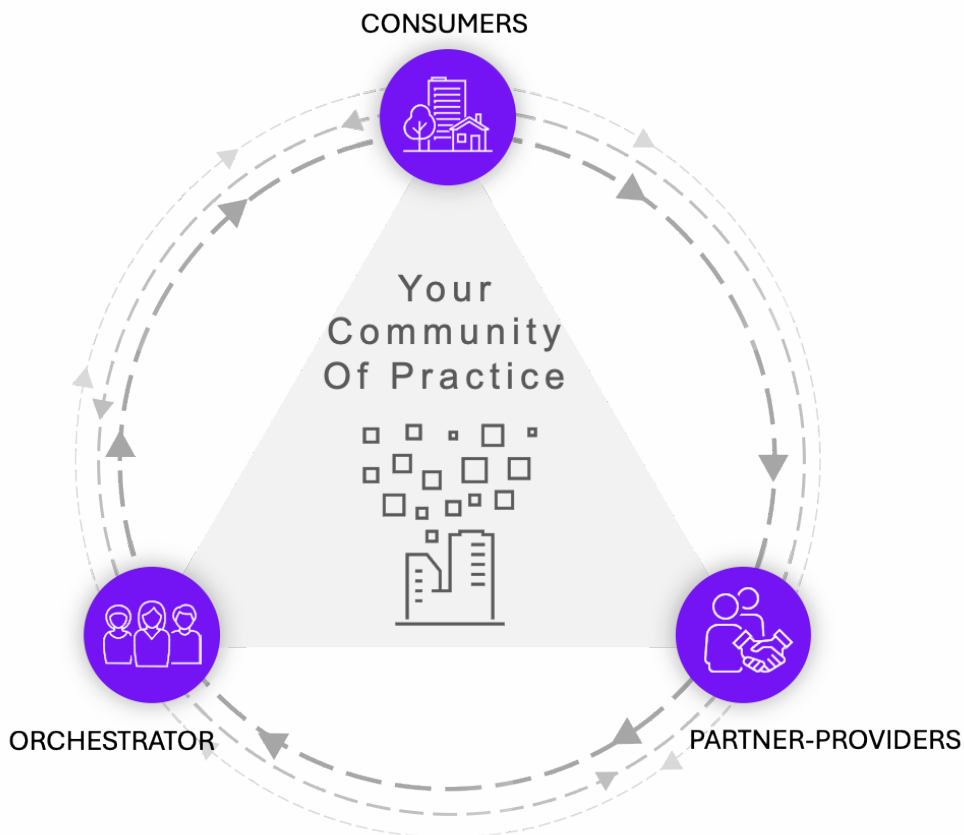 CONSUMERS
Your
Community
Of Practice
ORCHESTRATOR
PARTNER-PROVIDERS